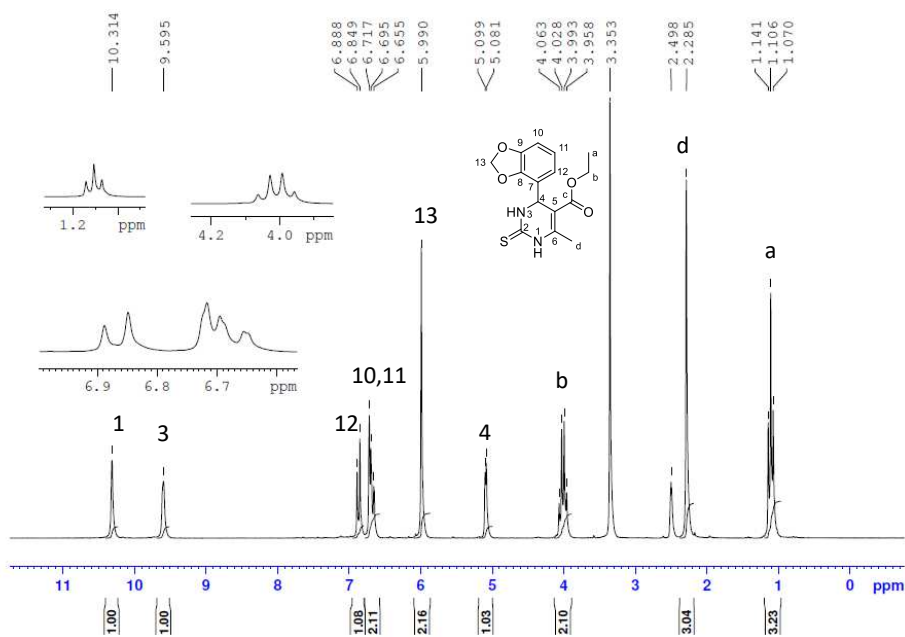 10.314
9.595
6.888
6.849
6.717
6.695
6.655
5.990
5.099
5.081
4.063
4.028
3.993
3.958
3.353
2.498
2.285
1.141
1.106
1.070
1.2 ppm
4.2 4.0 ppm
6.9 6.8 6.7 ppm
10
9
11
O
13
O
8
12
7
4
a
O
b
c
5
O
HN
3
2
1
6
S
N
H
d
d
13
a
10,11
b
1
3
12
4
11 10 9 8 7 6 5 4 3 2 1 0 ppm
1.00
1.00
1.08
2.11
2.16
1.03
2.10
3.04
3.23